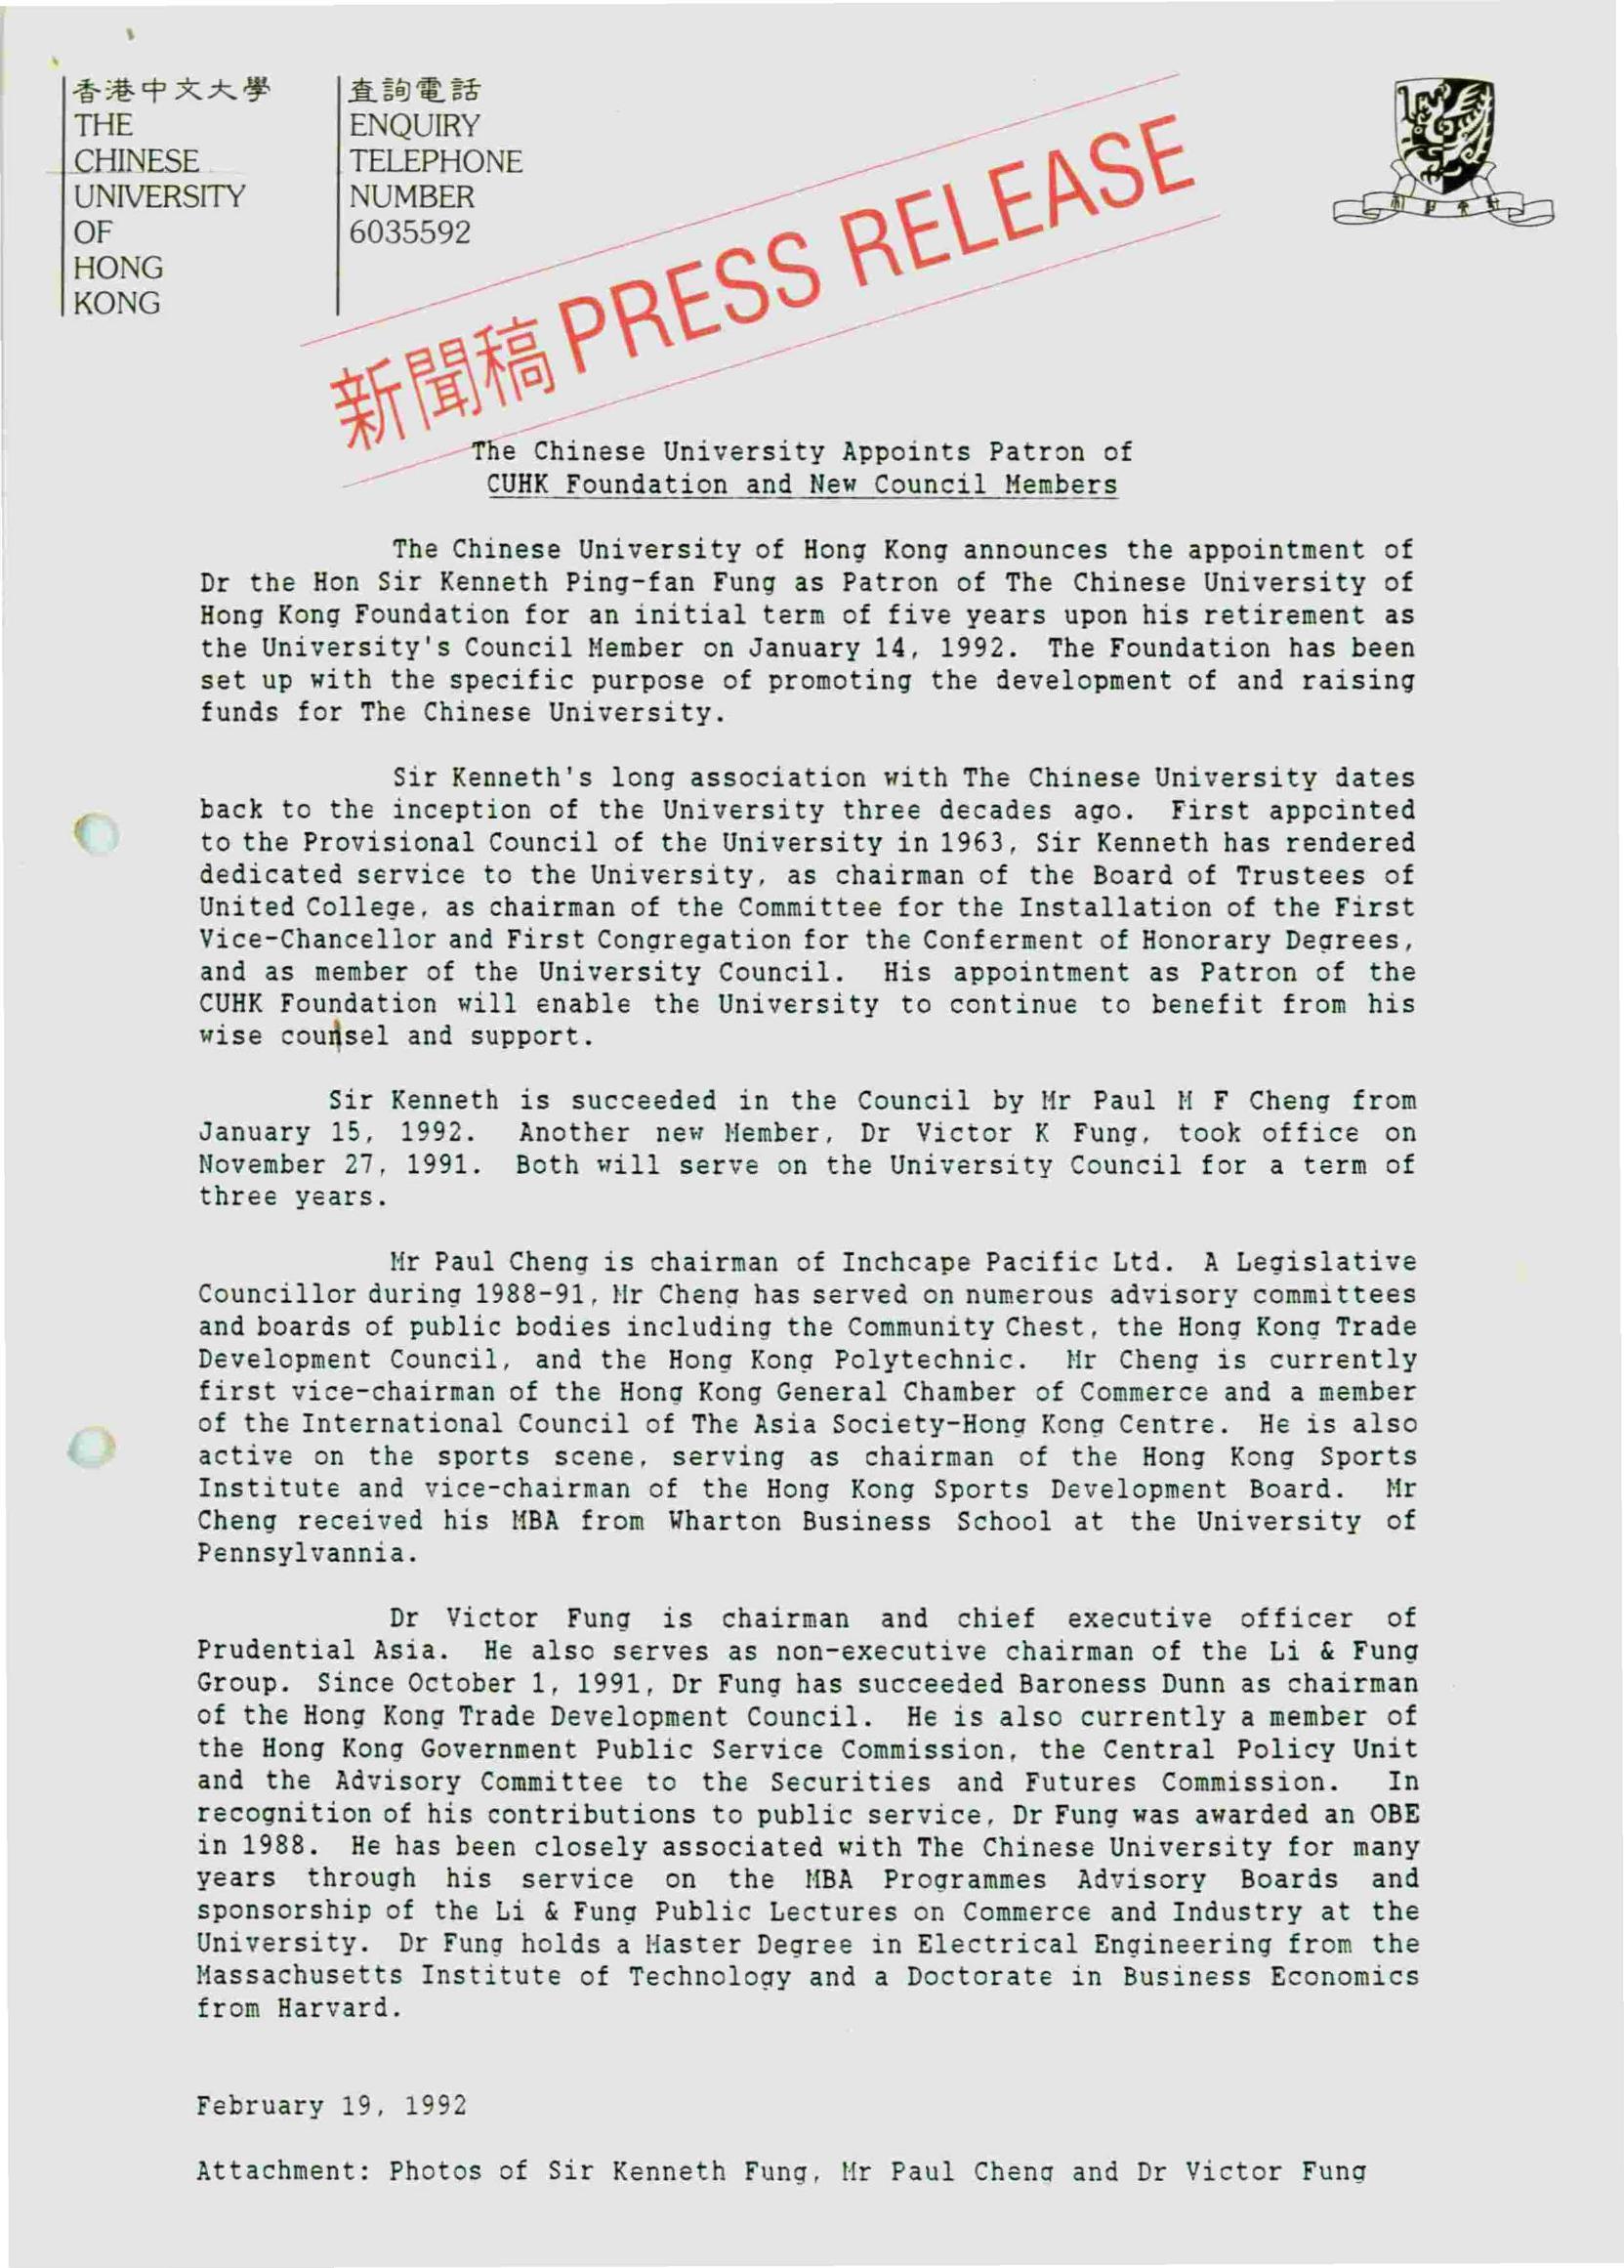 香港中文大學
THE
CHINESE
UNIVERSITY
OF
HONG
KONG
查詢電話
ENQUIRY
TELEPHONE
NUMBER
6035592
新聞稿 PRESS RELEASE
The Chinese University Appoints Patron of
CUHK Foundation and New Council Members
The Chinese University of Hong Kong announces the appointment of
Dr the Hon Sir Kenneth Ping-fan Fung as Patron of The Chinese University of
Hong Kong Foundation for an initial term of five years upon his retirement as
the University's Council Member on January 14, 1992. The Foundation has been
set up with the specific purpose of promoting the development of and raising
funds for The Chinese University.
Sir Kenneth's long association with The Chinese University dates
back to the inception of the University three decades ago. First appointed
to the Provisional Council of the University in 1963, Sir Kenneth has rendered
dedicated service to the University, as chairman of the Board of Trustees of
United College, as chairman of the Committee for the Installation of the First
Vice-Chancellor and First Congregation for the Conferment of Honorary Degrees,
and as member of the University Council. His appointment as Patron of the
CUHK Foundation will enable the University to continue to benefit from his
wise counsel and support.
Sir Kenneth is succeeded in the Council by Mr Paul M F Cheng from
January 15, 1992. Another new Member, Dr Victor K Fung, took office on
November 27, 1991. Both will serve on the University Council for a term of
three years.
Mr Paul Cheng is chairman of Inchcape Pacific Ltd. A Legislative
Councillor during 1988-91, Mr Cheng has served on numerous advisory committees
and boards of public bodies including the Community Chest, the Hong Kong Trade
Development Council, and the Hong Kong Polytechnic. Mr Cheng is currently
first vice-chairman of the Hong Kong General Chamber of Commerce and a member
of the International Council of The Asia Society-Hong Kong Centre. He is also
active on the sports scene, serving as chairman of the Hong Kong Sports
Institute and vice-chairman of the Hong Kong Sports Development Board. Mr
Cheng received his MBA from Wharton Business School at the University of
Pennsylvannia.
Dr Victor Fung is chairman and chief executive officer of
Prudential Asia. He also serves as non-executive chairman of the Li & Fung
Group. Since October 1, 1991, Dr Fung has succeeded Baroness Dunn as chairman
of the Hong Kong Trade Development Council. He is also currently a member of
the Hong Kong Government Public Service Commission, the Central Policy Unit
and the Advisory Committee to the Securities and Futures Commission. In
recognition of his contributions to public service, Dr Fung was awarded an OBE
in 1988. He has been closely associated with The Chinese University for many
years through his service on the MBA Programmes Advisory Boards and
sponsorship of the Li & Fung Public Lectures on Commerce and Industry at the
University. Dr Fung holds a Master Degree in Electrical Engineering from the
Massachusetts Institute of Technology and a Doctorate in Business Economics
from Harvard.
February 19, 1992
Attachment: Photos of Sir Kenneth Fung, Mr Paul Cheng and Dr Victor Fung